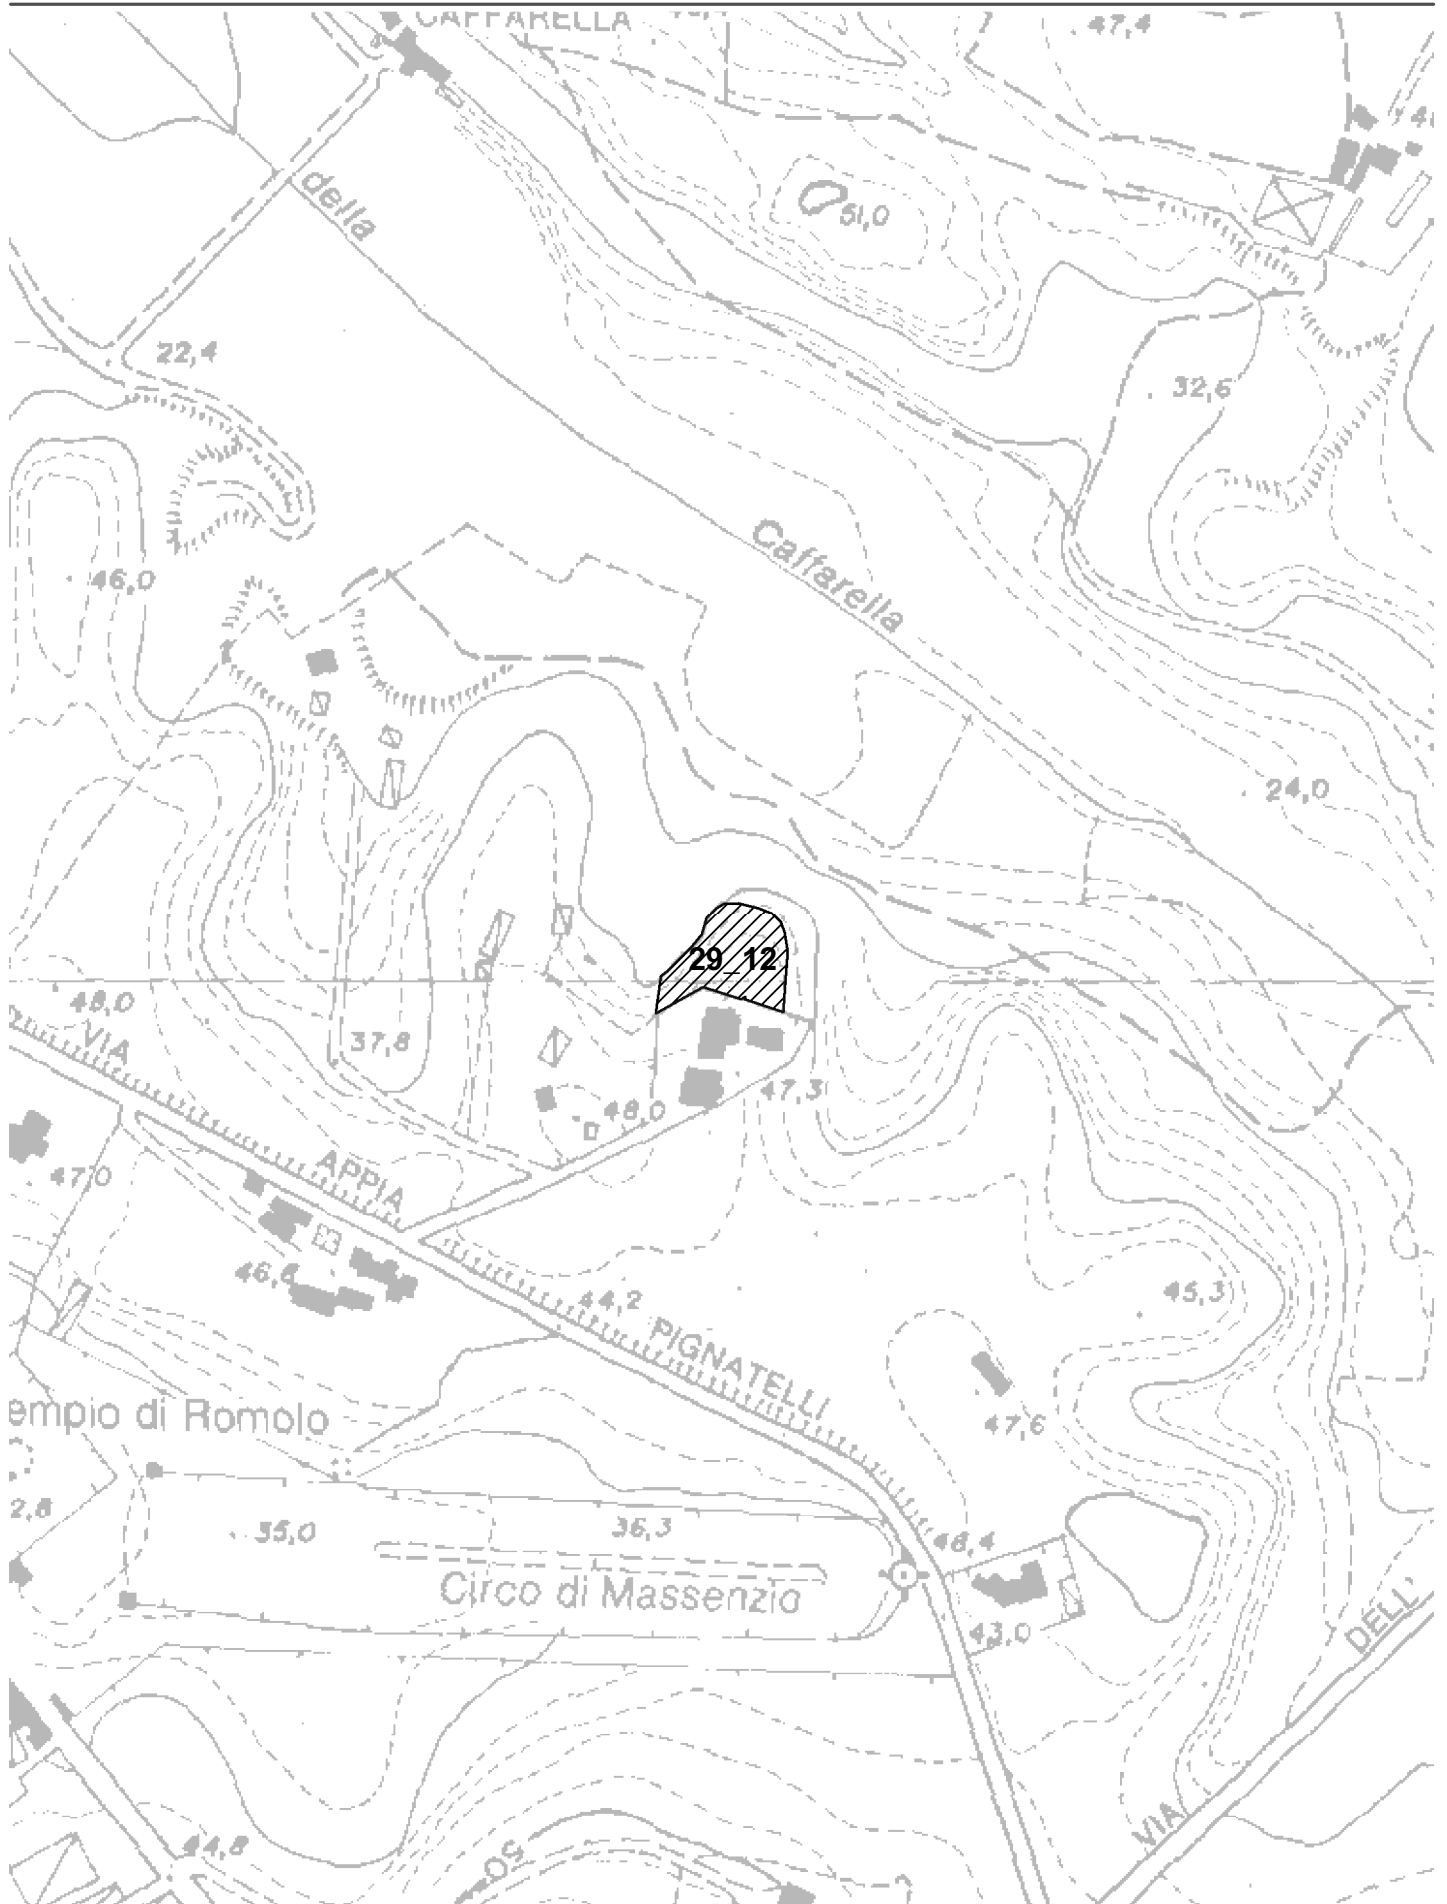 CAFFARELLA
47,4
della
51,0
22,4
32,6
Caffarella
46,0
24,0
29_12
48,0
VIA
37,8
47,3
48,0
47,0
APPIA
46,8
44,2
45,3
PIGNATELLI
empio di Romolo
47,6
2,8
35,0
36,3
48,4
Circo di Massenzio
43,0
DELL'
VIA
44,8
50